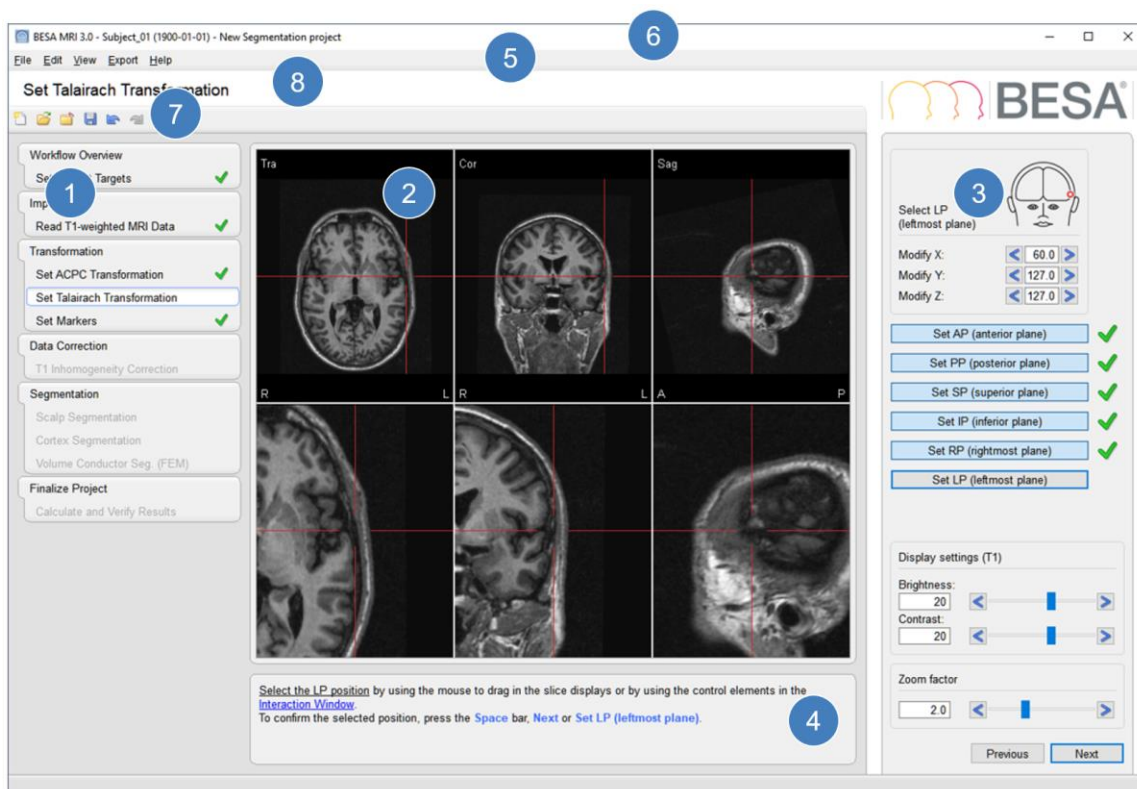 6
BESA MRI 3.0 - Subject_01 (1900-01-01) - New Segmentation project
5
File Edit View Export Help
8
Set Talairach Transformation
BESA®
7
Workflow Overview
Targets
1
Read T1-weighted MRI Data
Transformation
Set ACPC Transformation
Set Talairach Transformation
Set Markers
Data Correction
T1 Inhomogeneity Correction
Segmentation
Scalp Segmentation
Cortex Segmentation
Volume Conductor Seg. (FEM)
Finalize Project
Calculate and Verify Results
Tra
Cor
Sag
2
R L
R L
A P
3
Select LP
(leftmost plane)
Modify X: 60.0
Modify Y: 127.0
Modify Z: 127.0
Set AP (anterior plane)
Set PP (posterior plane)
Set SP (superior plane)
Set IP (inferior plane)
Set RP (rightmost plane)
Set LP (leftmost plane)
Display settings (T1)
Brightness:
20
Contrast:
20
Zoom factor
2.0
Previous Next
Select the LP position by using the mouse to drag in the slice displays or by using the control elements in the
Interaction Window.
To confirm the selected position, press the Space bar, Next or Set LP (leftmost plane).
4